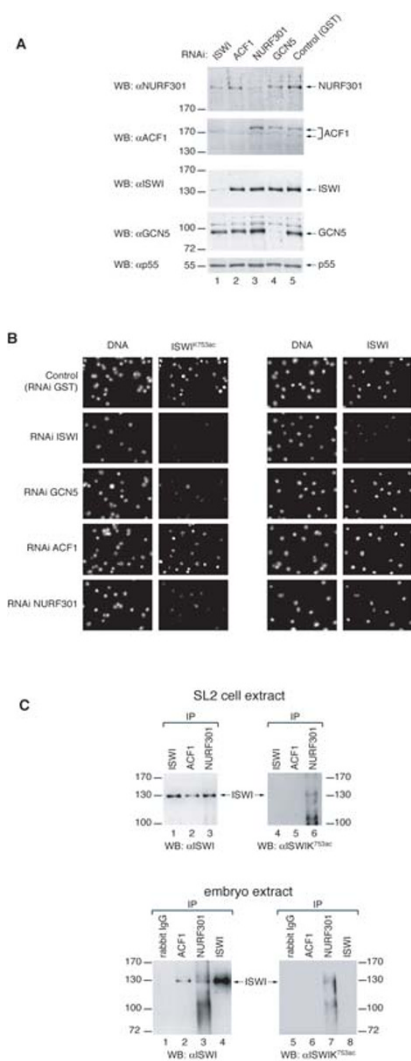 A
RNAi: ISWI ACF1 NURF301 GCN5 Control (GST)
WB: αNURF301 NURF301
170
WB: αACF1 170 ACF1
130
WB: αISWI 130 ISWI
WB: αGCN5 100 GCN5
72
WB: αp55 55 p55
1 2 3 4 5
B
DNA ISWIK753ac DNA ISWI
Control
(RNAi GST)
RNAi ISWI
RNAi GCN5
RNAi ACF1
RNAi NURF301
C
SL2 cell extract
IP IP
ISWI ACF1 NURF301 ISWI ACF1 NURF301
170 170
130 ISWI 130
100 100
1 2 3 4 5 6
WB: αISWI WB: αISWIK753ac
embryo extract
IP IP
rabbit IgG ACF1 NURF301 ISWI rabbit IgG ACF1 NURF301 ISWI
170 170
130 ISWI 130
100 100
72 72
1 2 3 4 5 6 7 8
WB: αISWI WB: αISWIK753ac